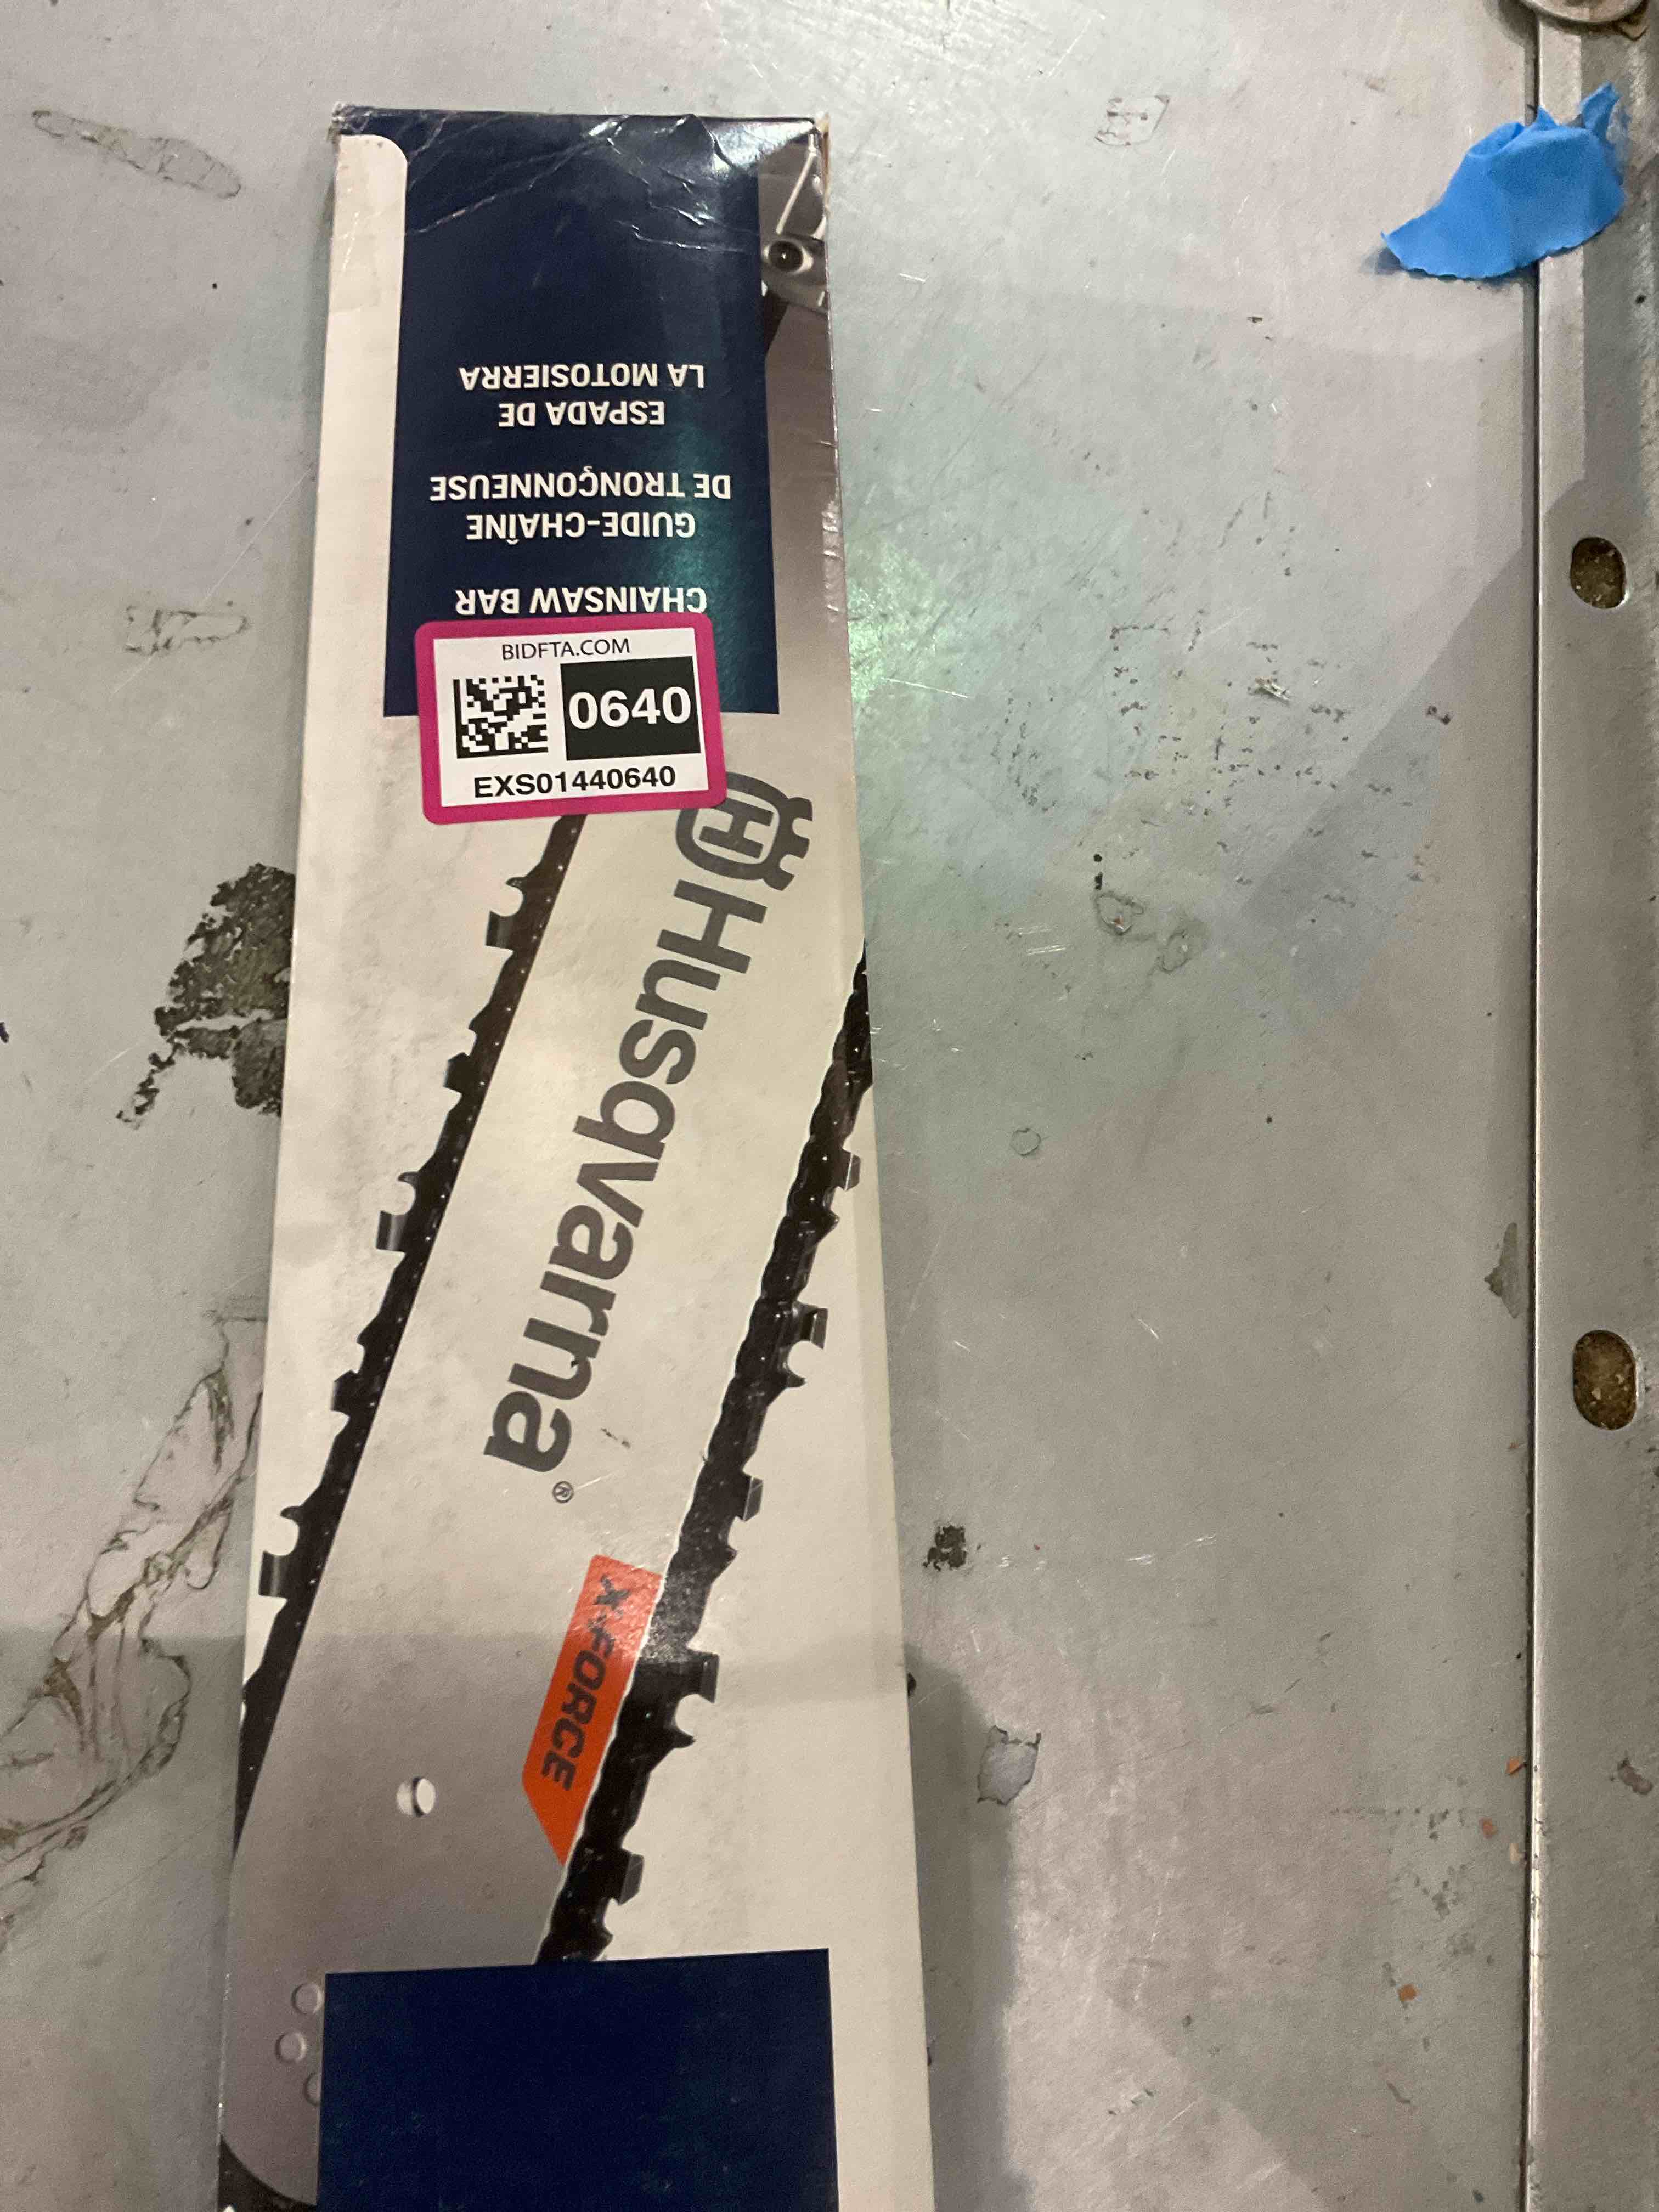 CHAINSAW BAR
GUIDE-CHAÎNE
DE TRONÇONNEUSE
ESPADA DE
LA MOTOSIERRA
BIDFTA.COM
0640
EXS01440640
H
Husqvarna®
X-FORCE